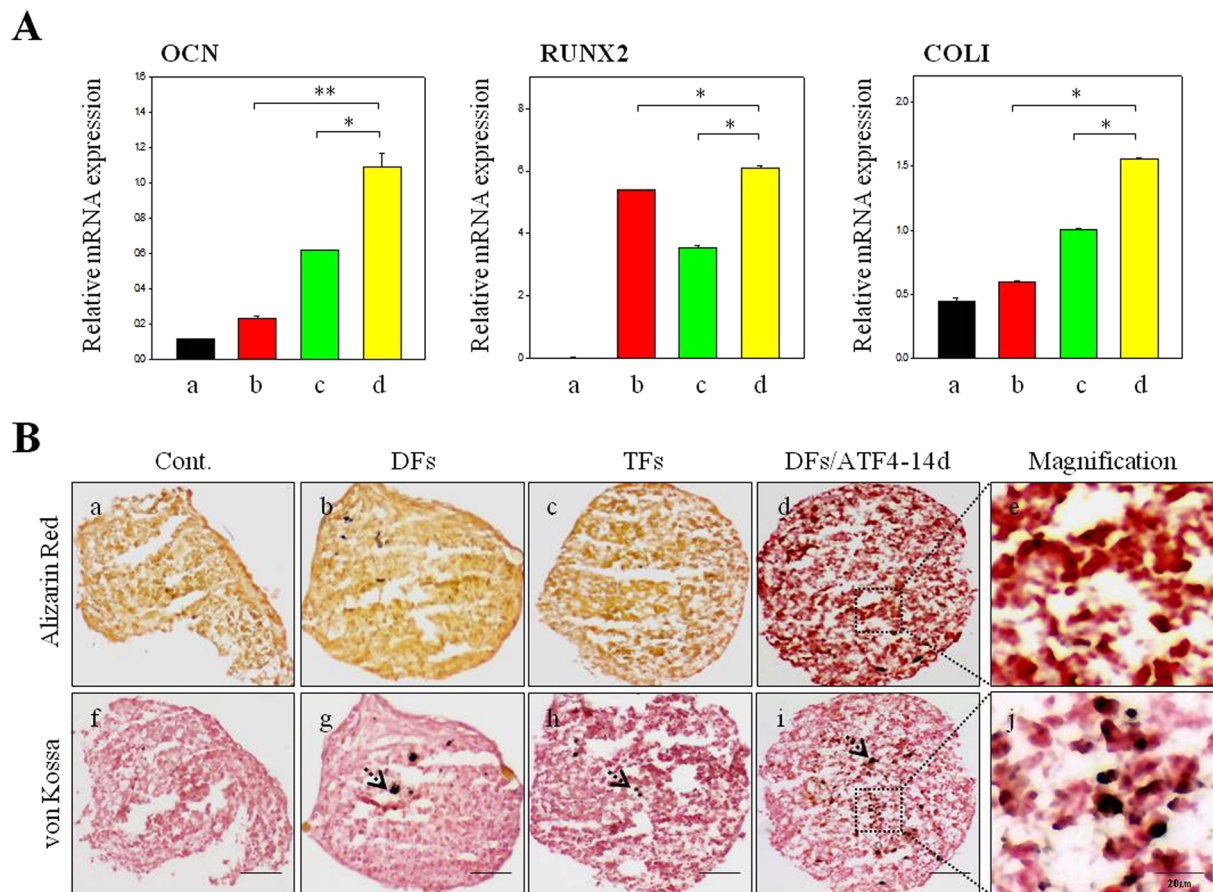 A
OCN
RUNX2
COLI
Relative mRNA expression
1.6
1.4
1.2
1.0
0.8
0.6
0.4
0.2
0.0
**
*
a b c d
Relative mRNA expression
8
6
4
2
0
*
*
a b c d
Relative mRNA expression
2.0
1.5
1.0
0.5
0.0
*
*
a b c d
B
Cont. DFs TFs DFs/ATF4-14d Magnification
Alizarin Red
a b c d e
von Kossa
f g h i j
20μm